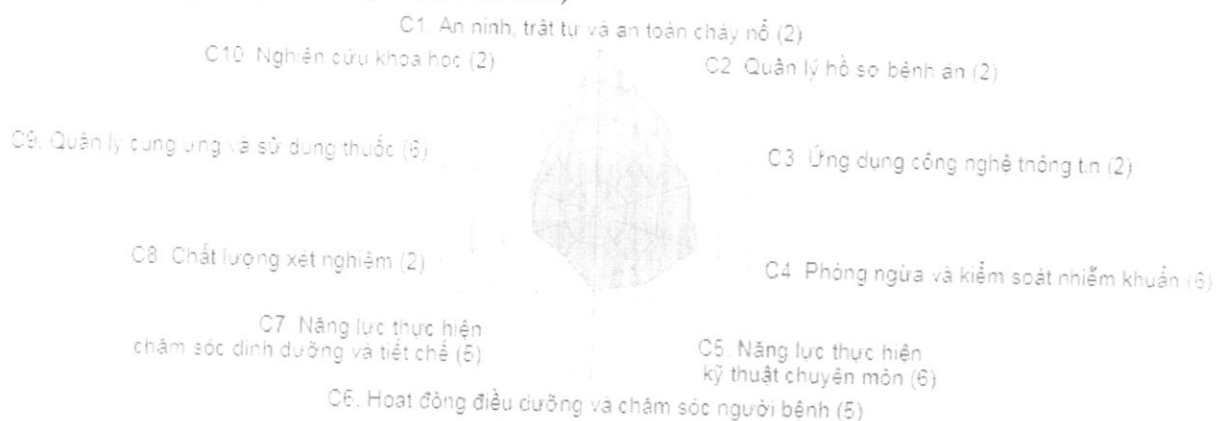 C1. An ninh, trật tự và an toàn cháy nổ (2)
C10 Nghiên cứu khoa học (2)
C2 Quản lý hồ sơ bệnh án (2)
C9. Quản lý cung ứng và sử dụng thuốc (6)
C3 Ứng dụng công nghệ thông tin (2)
C8 Chất lượng xét nghiệm (2)
C4 Phòng ngừa và kiểm soát nhiễm khuẩn (6)
C7 Năng lực thực hiện
chăm sóc dinh dưỡng và tiết chế (5)
C5. Năng lực thực hiện
kỹ thuật chuyên môn (6)
C6. Hoạt động điều dưỡng và chăm sóc người bệnh (5)